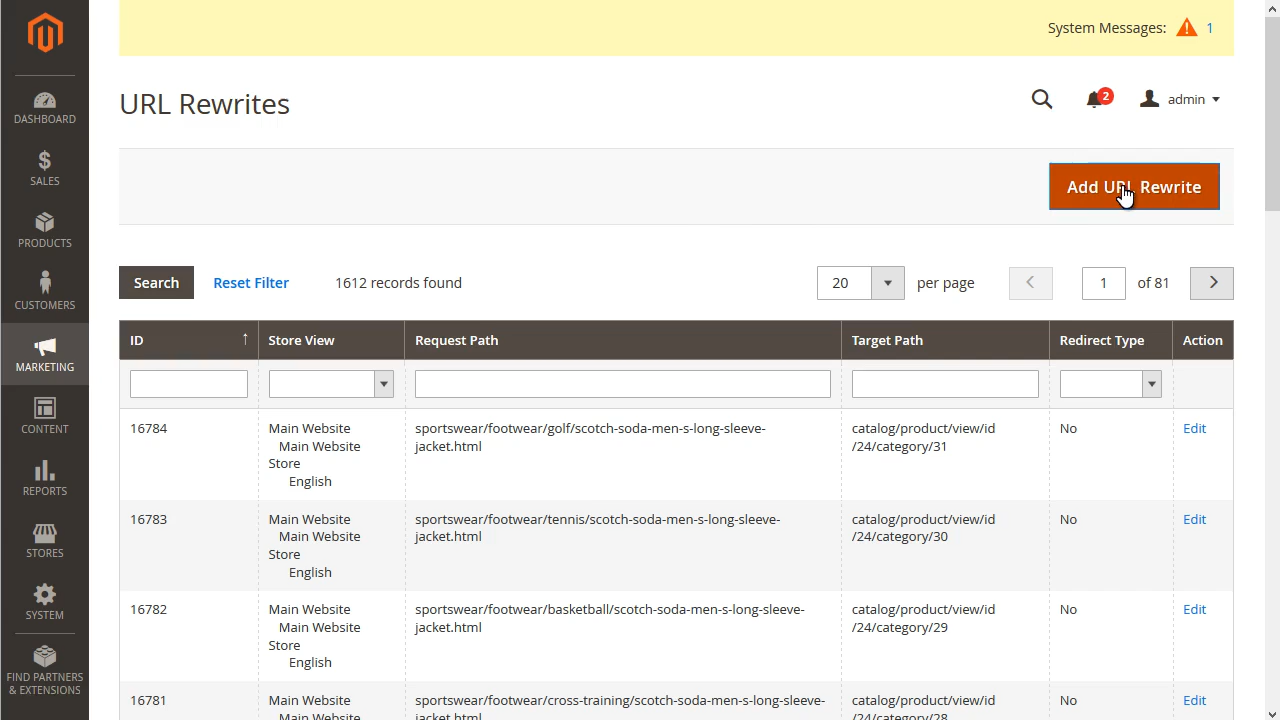 System Messages: 1
URL Rewrites
2
admin
DASHBOARD
SALES
PRODUCTS
CUSTOMERS
MARKETING
CONTENT
REPORTS
STORES
SYSTEM
FIND PARTNERS
& EXTENSIONS
Add URL Rewrite
Search Reset Filter 1612 records found 20 per page 1 of 81
ID ↑ Store View Request Path Target Path Redirect Type Action
16784 Main Website sportswear/footwear/golf/scotch-soda-men-s-long-sleeve- catalog/product/view/id No Edit
Main Website jacket.html /24/category/31
Store
English
16783 Main Website sportswear/footwear/tennis/scotch-soda-men-s-long-sleeve- catalog/product/view/id No Edit
Main Website jacket.html /24/category/30
Store
English
16782 Main Website sportswear/footwear/basketball/scotch-soda-men-s-long-sleeve- catalog/product/view/id No Edit
Main Website jacket.html /24/category/29
Store
English
16781 Main Website sportswear/footwear/cross-training/scotch-soda-men-s-long-sleeve- catalog/product/view/id No Edit
Main Website jacket.html /24/category/28